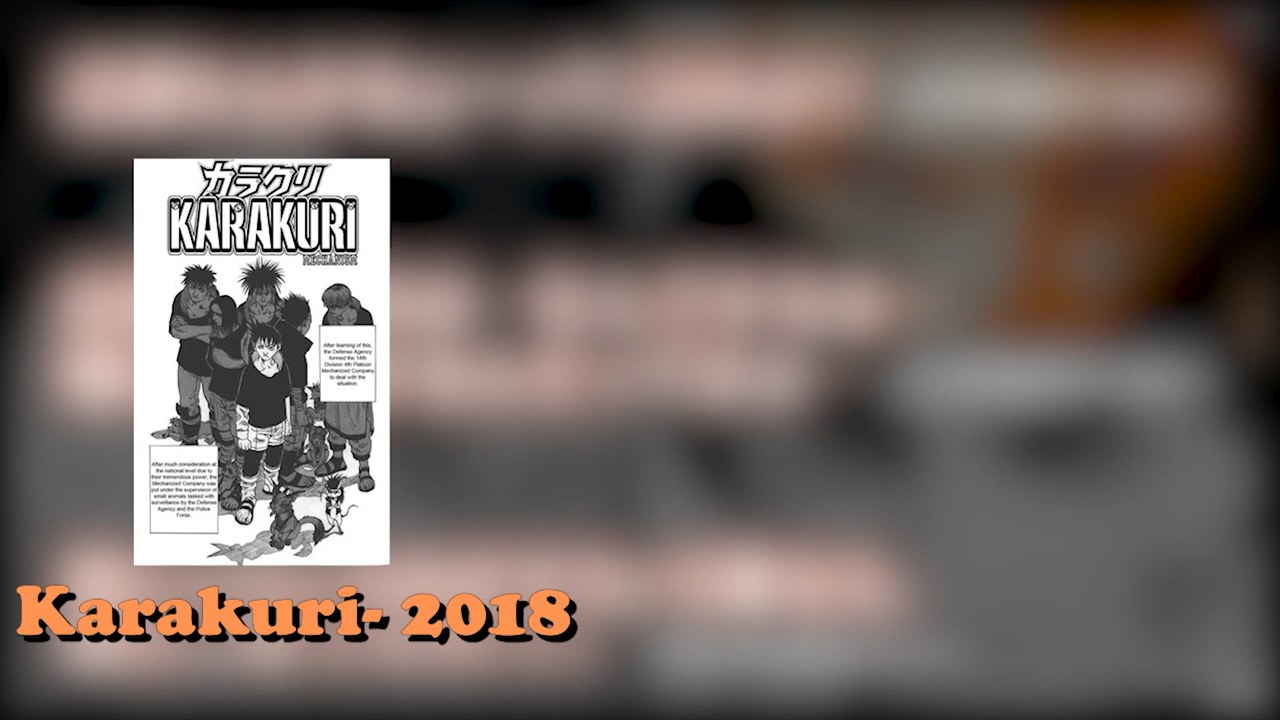 カラクリ
KARAKURI
MECHANISM
After learning of this,
the Defense Agency
formed the 14th
Division 4th Platoon
Mechanized Company
to deal with the
situation.
After much consideration at
the national level due to
their tremendous power, the
Mechanized Company was
put under the supervision of
small animals tasked with
surveillance by the Defense
Agency and the Police
Force.
Karakuri- 2018